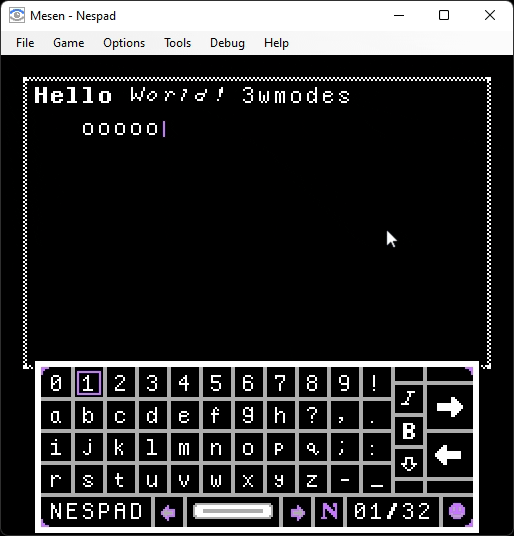 Mesen - Nespad
File Game Options Tools Debug Help
Hello World! 3wmodes
ooooo
0 1 2 3 4 5 6 7 8 9 !
a b c d e f g h ? , .
i j k l m n o p q ; :
r s t u v w x y z - _
I
B
NESPAD N 01/32